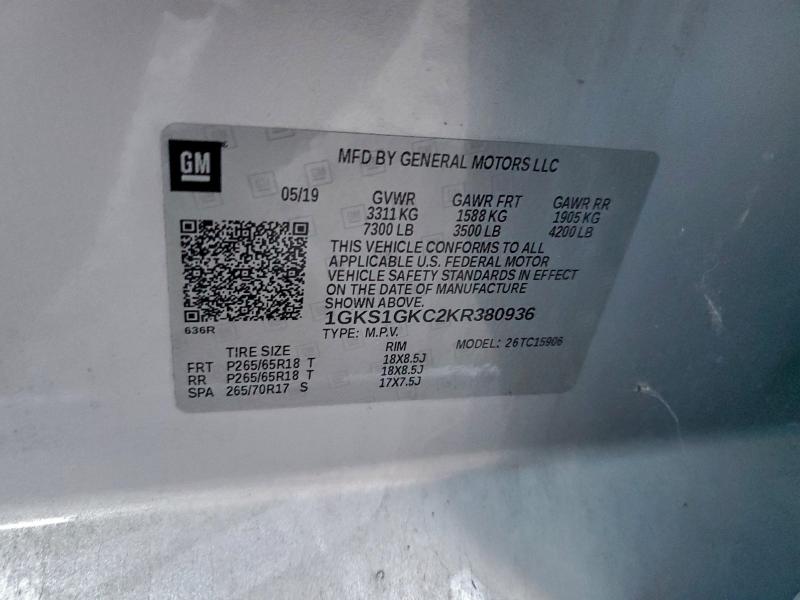 GM
MFD BY GENERAL MOTORS LLC
05/19 GVWR GAWR FRT GAWR RR
3311 KG 1588 KG 1905 KG
7300 LB 3500 LB 4200 LB
THIS VEHICLE CONFORMS TO ALL
APPLICABLE U.S. FEDERAL MOTOR
VEHICLE SAFETY STANDARDS IN EFFECT
ON THE DATE OF MANUFACTURE
SHOWN ABOVE.
1GKS1GKC2KR380936
636R
TYPE: M.P.V. MODEL: 26TC15906
TIRE SIZE RIM
FRT P265/65R18 T 18X8.5J
RR P265/65R18 T 18X8.5J
SPA 265/70R17 S 17X7.5J